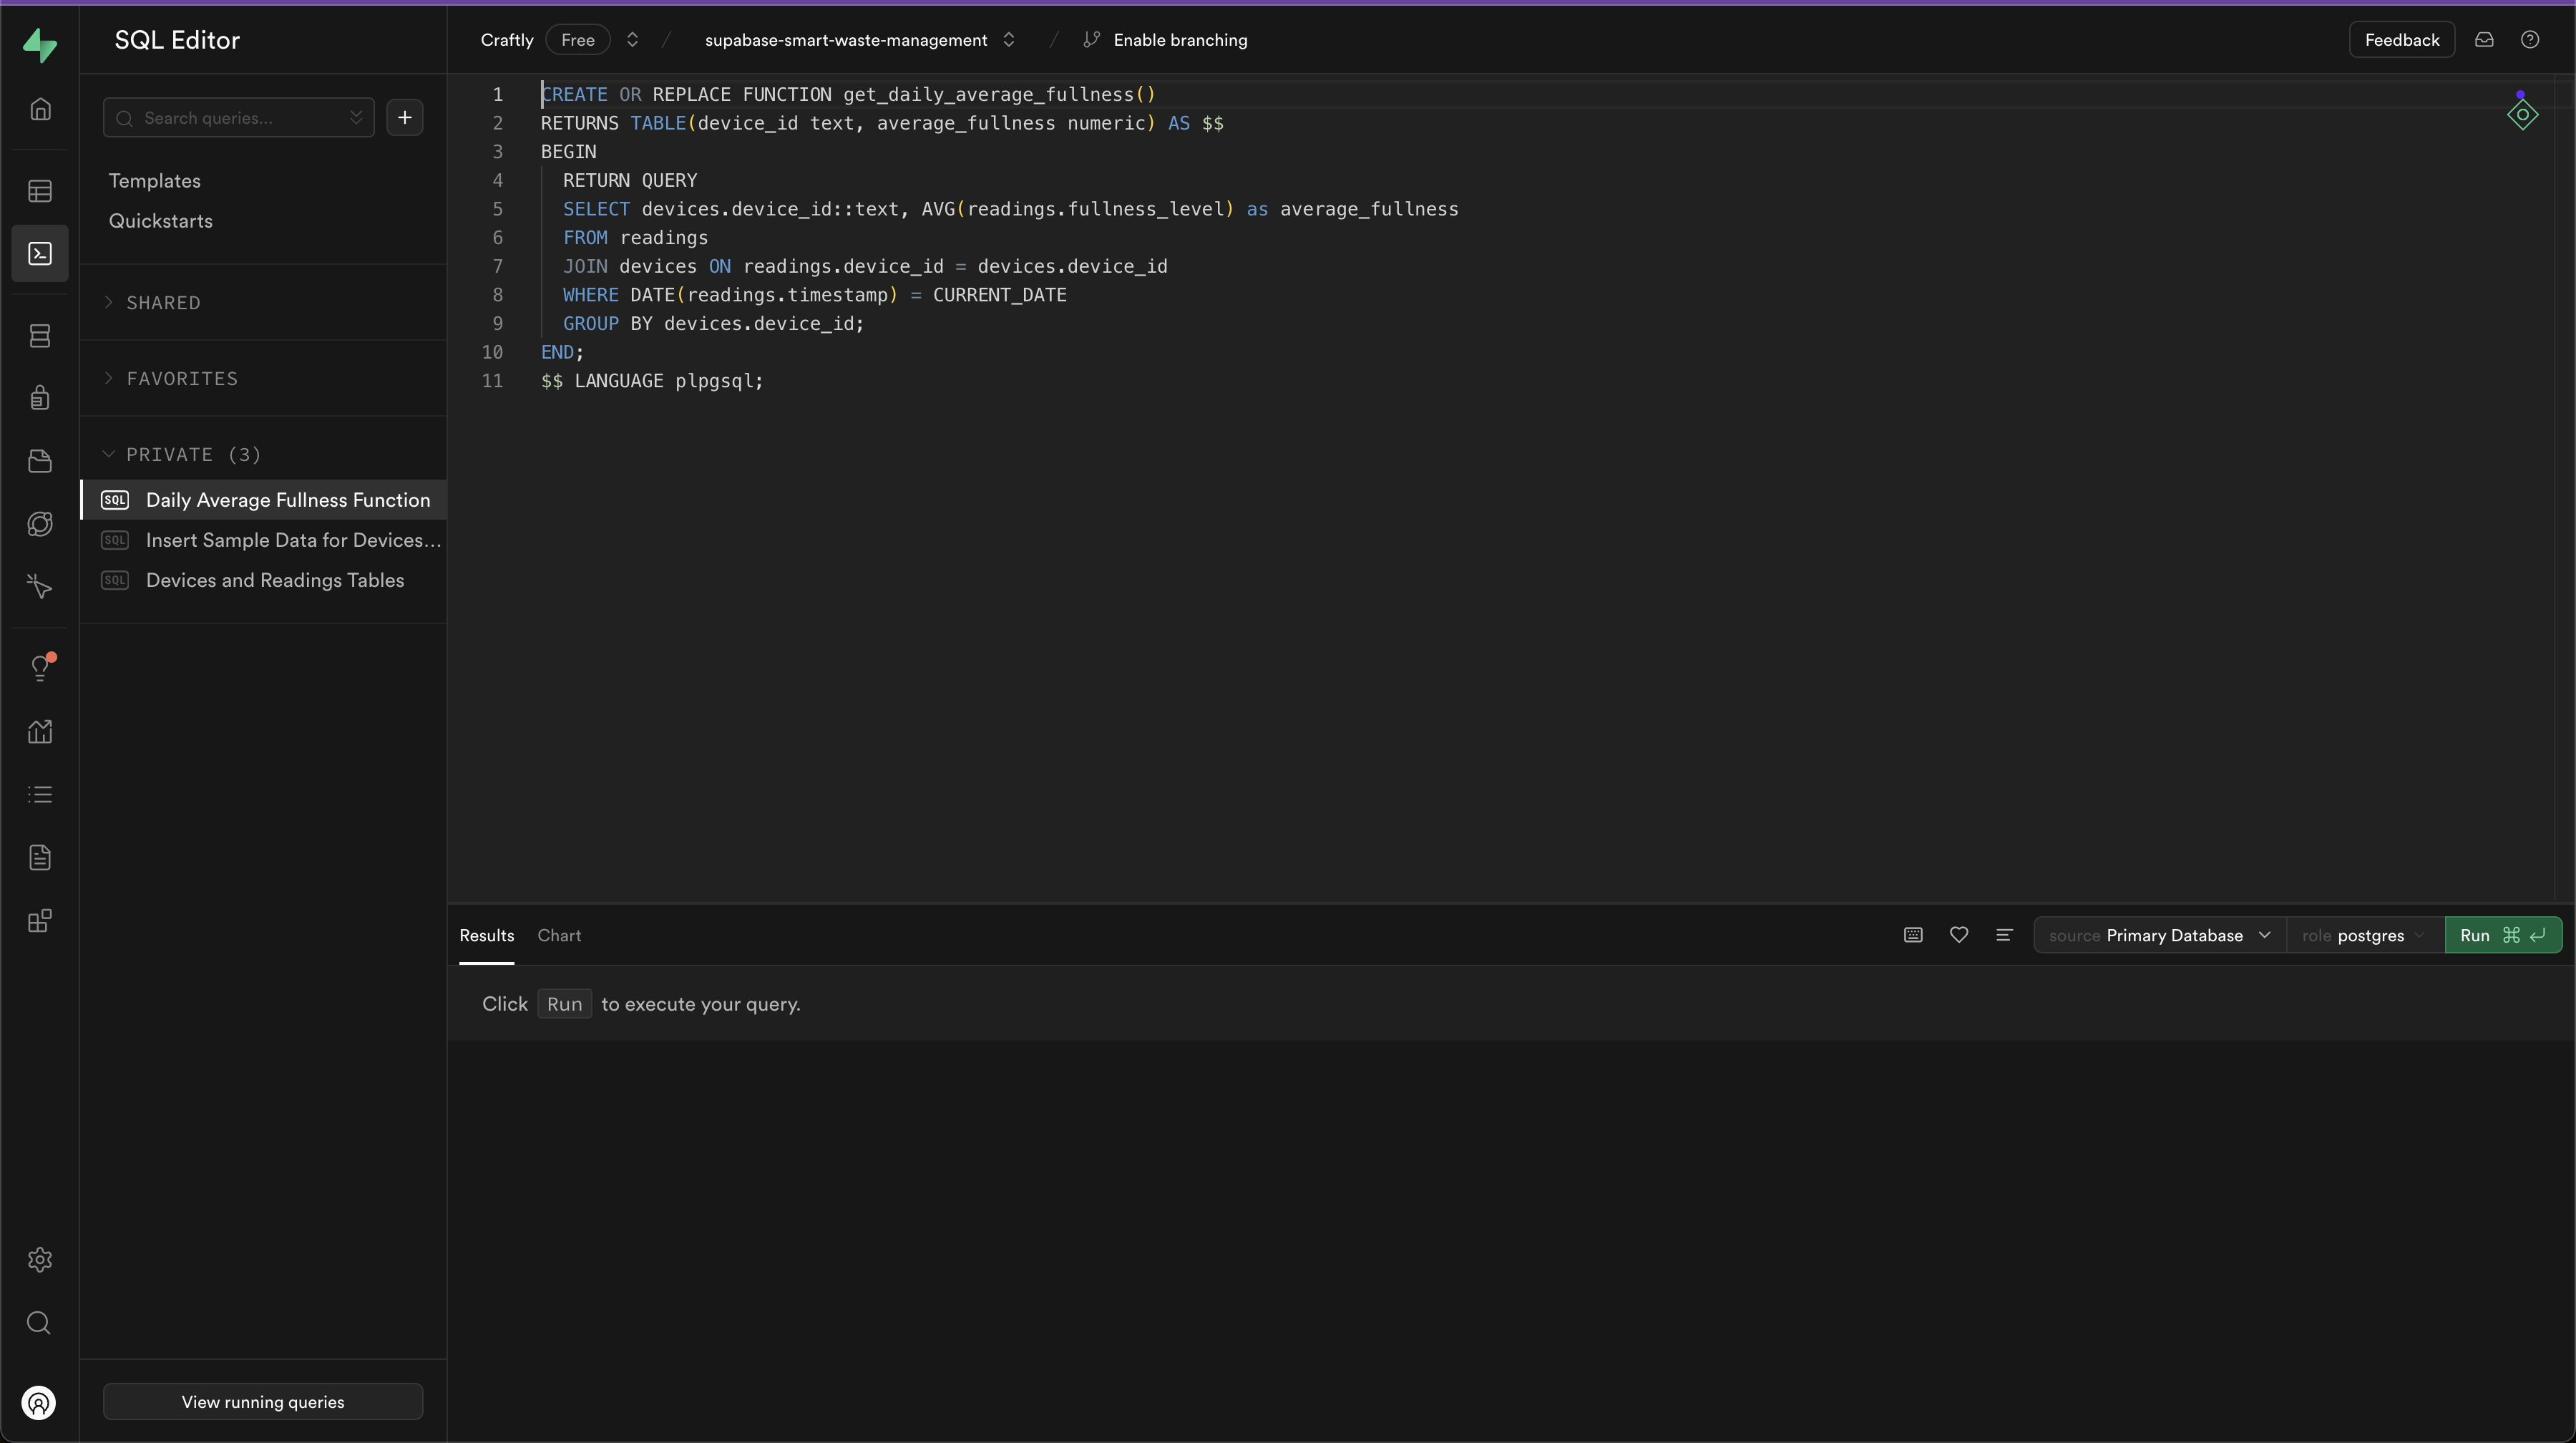 SQL Editor
Craftly Free / supabase-smart-waste-management / Enable branching
Feedback
Search queries...
Templates
Quickstarts
SHARED
FAVORITES
PRIVATE (3)
SQL Daily Average Fullness Function
SQL Insert Sample Data for Devices...
SQL Devices and Readings Tables
View running queries
1 CREATE OR REPLACE FUNCTION get_daily_average_fullness()
2 RETURNS TABLE(device_id text, average_fullness numeric) AS $$
3 BEGIN
4 RETURN QUERY
5 SELECT devices.device_id::text, AVG(readings.fullness_level) as average_fullness
6 FROM readings
7 JOIN devices ON readings.device_id = devices.device_id
8 WHERE DATE(readings.timestamp) = CURRENT_DATE
9 GROUP BY devices.device_id;
10 END;
11 $$ LANGUAGE plpgsql;
Results Chart
source Primary Database role postgres Run ⌘ ↵
Click Run to execute your query.